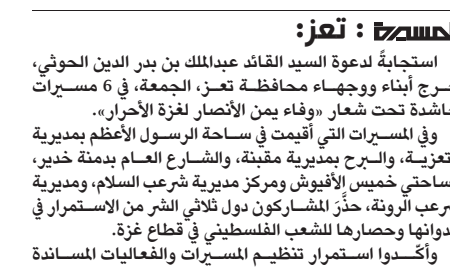 المسيرة : تعز:
استجابةً لدعوة السيد القائد عبدالملك بن بدر الدين الحوثي،
خرج أبناء ووجهاء محافظة تعز، الجمعة، في 6 مسيرات
حاشدة تحت شعار «وفاء يمن الأنصار لغزة الأحرار».
وفي المسيرات التي أقيمت في ساحة الرسول الأعظم بمديرية
التعزية، والبرح بمديرية مقبنة، والشارع العام بدمنة خدير،
وساحتي خميس الأفيوش ومركز مديرية شرعب السلام، ومديرية
شرعب الرونة، حذَّرَ المشاركون دول ثلاثي الشر من الاستمرار في
عدوانها وحصارها للشعب الفلسطيني في قطاع غزة.
وأكّدوا استمرار تنظيم المسيرات والفعاليات المساندة